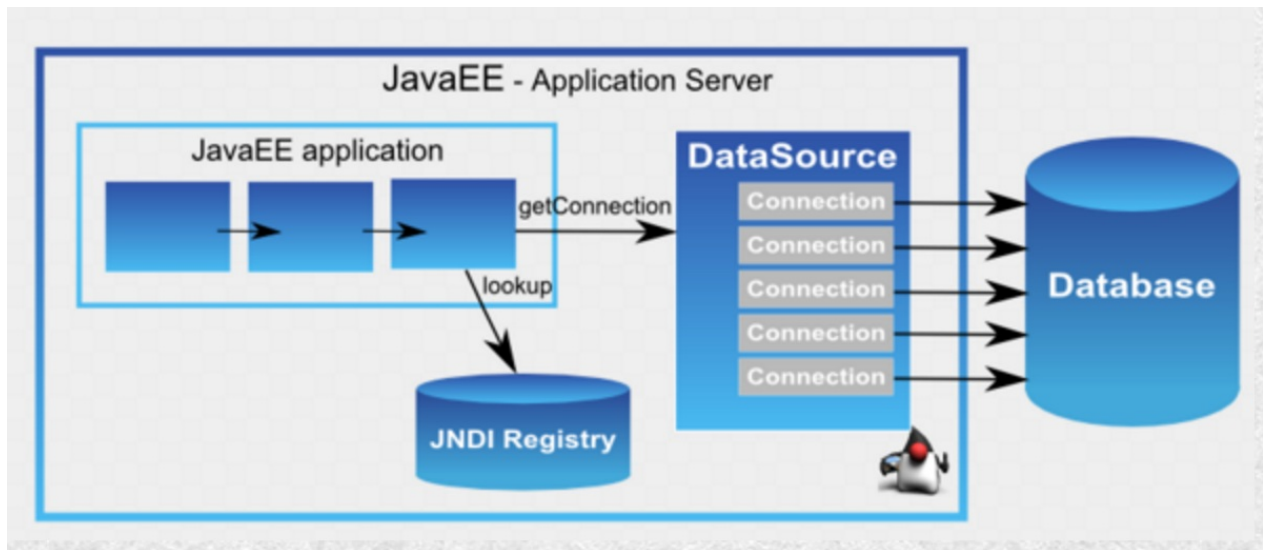 JavaEE - Application Server
JavaEE application
getConnection
lookup
JNDI Registry
DataSource
Connection
Connection
Connection
Connection
Connection
Database